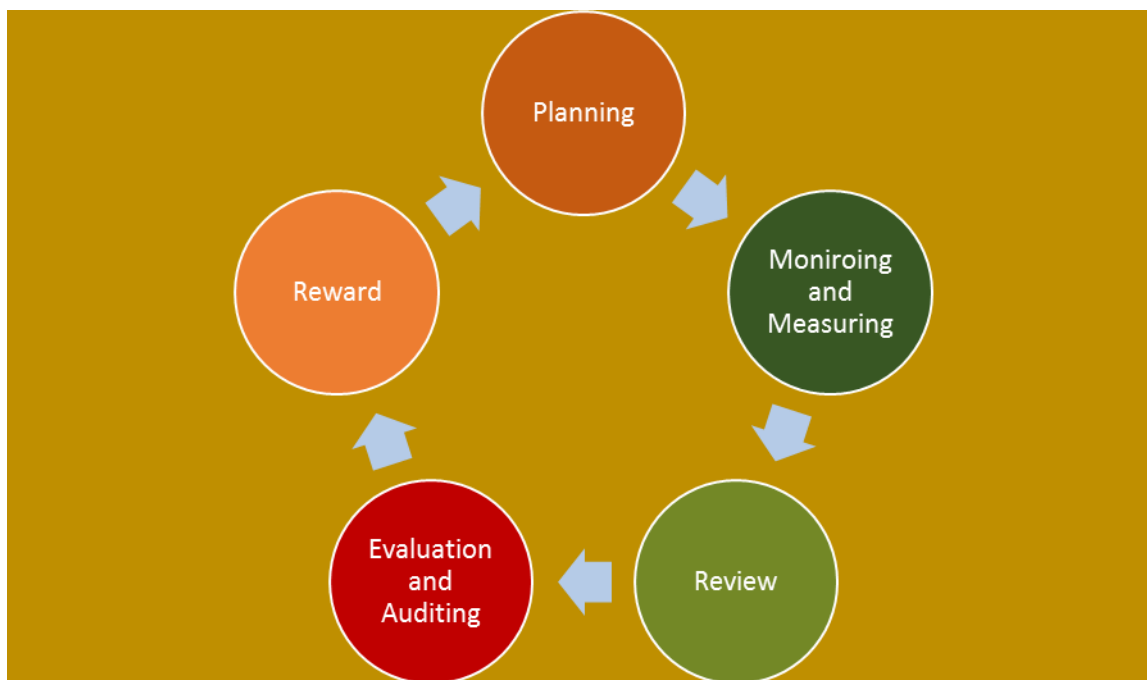 Planning
Moniroing
and
Measuring
Review
Evaluation
and
Auditing
Reward